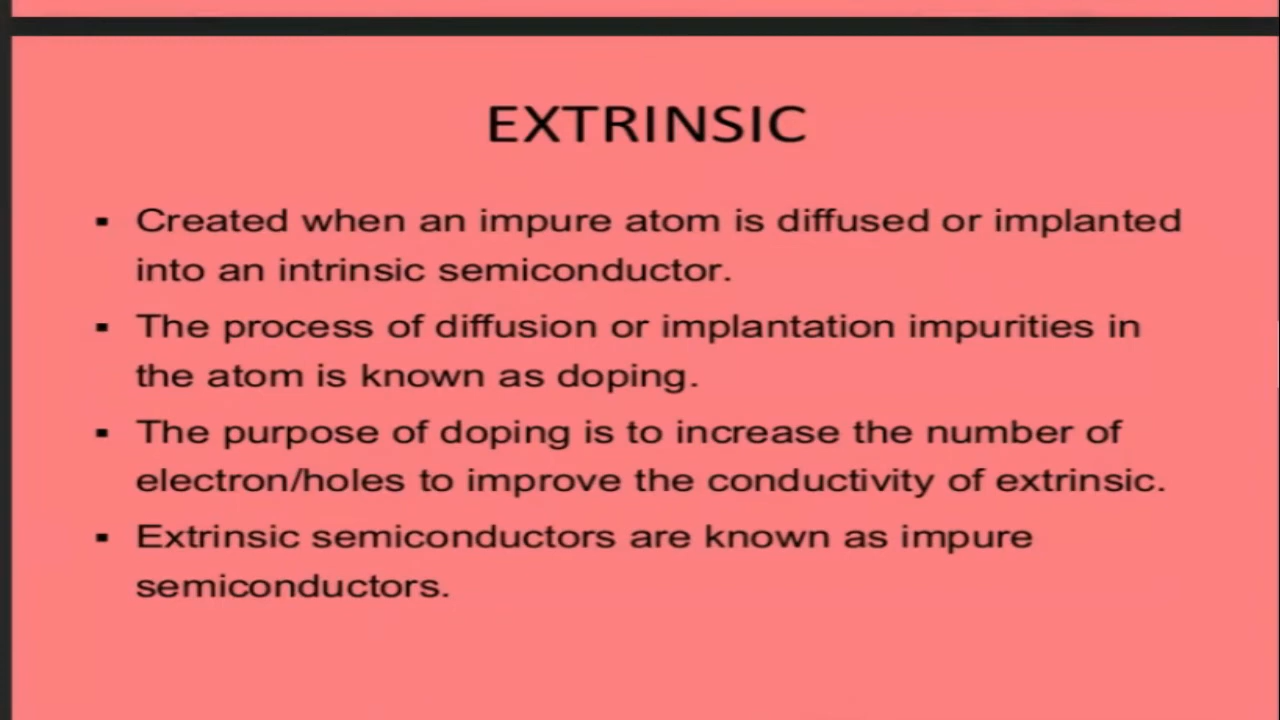 EXTRINSIC
▪ Created when an impure atom is diffused or implanted
into an intrinsic semiconductor.
▪ The process of diffusion or implantation impurities in
the atom is known as doping.
▪ The purpose of doping is to increase the number of
electron/holes to improve the conductivity of extrinsic.
▪ Extrinsic semiconductors are known as impure
semiconductors.